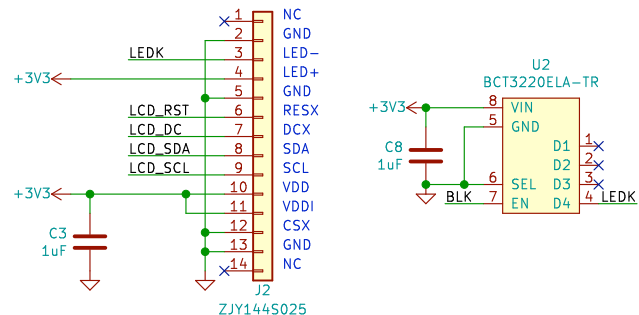 1 NC
2 GND
LEDK 3 LED-
+3V3 4 LED+
5 GND
LCD_RST 6 RESX
LCD_DC 7 DCX
LCD_SDA 8 SDA
LCD_SCL 9 SCL
+3V3 10 VDD
11 VDDI
12 CSX
13 GND
14 NC
C3
1uF
J2
ZJY144S025
U2
BCT3220ELA-TR
+3V3 8 VIN
5 GND
C8
1uF
D1 1
D2 2
6 SEL D3 3
BLK 7 EN D4 4 LEDK